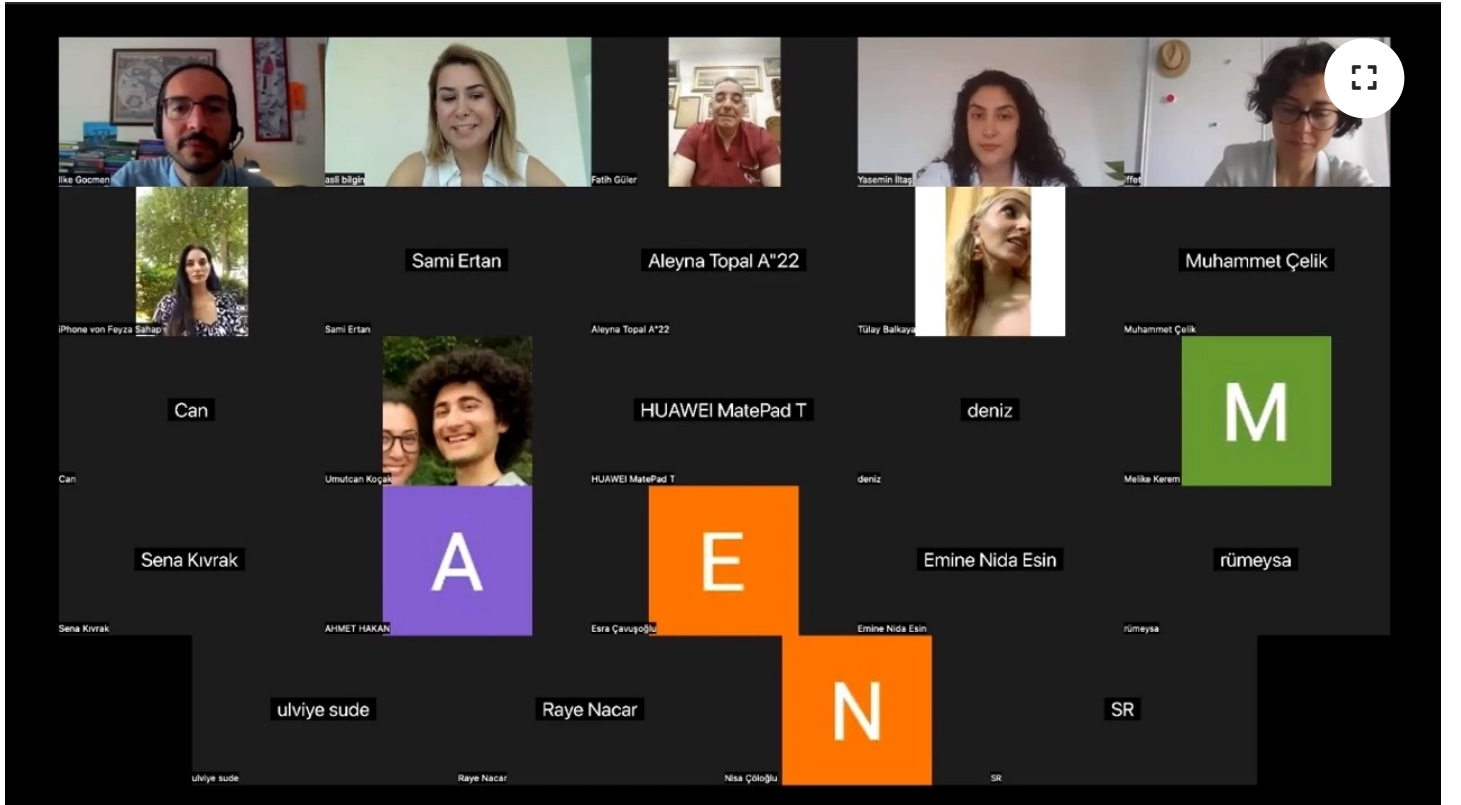 Ilke Gocmen
asli bilgin
Fatih Güler
Yasemin İltaş
iffet
Sami Ertan
Aleyna Topal A"22
Muhammet Çelik
iPhone von Feyza Sahap
Sami Ertan
Aleyna Topal A"22
Tülay Balkaya
Muhammet Çelik
Can
HUAWEI MatePad T
deniz
M
Can
Umutcan Koçak
HUAWEI MatePad T
deniz
Melike Kerem
Sena Kıvrak
A
E
Emine Nida Esin
rümeysa
Sena Kıvrak
AHMET HAKAN
Esra Çavuşoğlu
Emine Nida Esin
rümeysa
ulviye sude
Raye Nacar
N
SR
ulviye sude
Raye Nacar
Nisa Çöloğlu
SR